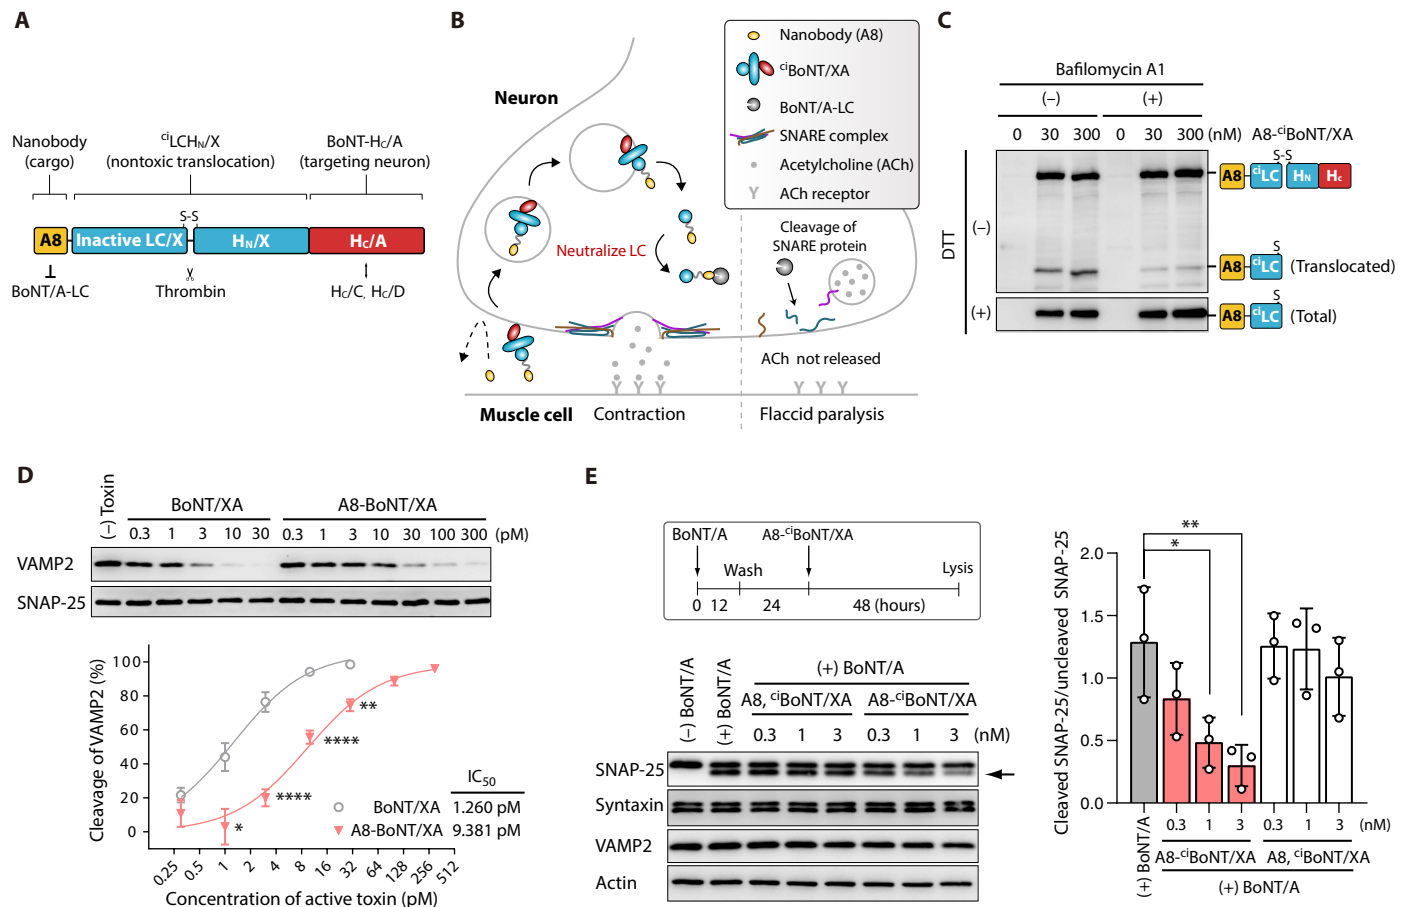 A
Nanobody
(cargo)
ciLCHN/X
(nontoxic translocation)
BoNT-HC/A
(targeting neuron)
S-S
A8
Inactive LC/X
HN/X
HC/A
BoNT/A-LC
Thrombin
HC/C, HC/D
B
Neuron
Nanobody (A8)
ciBoNT/XA
BoNT/A-LC
SNARE complex
Acetylcholine (ACh)
ACh receptor
Neutralize LC
Cleavage of
SNARE protein
ACh not released
Muscle cell
Contraction
Flaccid paralysis
C
Bafilomycin A1
(–) (+)
0 30 300 0 30 300 (nM) A8-ciBoNT/XA
DTT
(–)
S-S
A8 ciLC HN Hc
S
A8 ciLC (Translocated)
(+)
S
A8 ciLC (Total)
D
(–) Toxin
BoNT/XA A8-BoNT/XA
0.3 1 3 10 30 0.3 1 3 10 30 100 300 (pM)
VAMP2
SNAP-25
Cleavage of VAMP2 (%)
100
80
60
40
20
0
**
****
****
*
IC50
BoNT/XA 1.260 pM
A8-BoNT/XA 9.381 pM
0.25 0.5 1 2 4 8 16 32 64 128 256 512
Concentration of active toxin (pM)
E
BoNT/A A8-ciBoNT/XA
Wash
Lysis
0 12 24 48 (hours)
(–) BoNT/A
(+) BoNT/A
(+) BoNT/A
A8, ciBoNT/XA A8-ciBoNT/XA
0.3 1 3 0.3 1 3 (nM)
SNAP-25
Syntaxin
VAMP2
Actin
Cleaved SNAP-25/uncleaved SNAP-25
2.0
1.5
1.0
0.5
0.0
**
*
(+) BoNT/A
0.3 1 3 0.3 1 3 (nM)
A8-ciBoNT/XA A8, ciBoNT/XA
(+) BoNT/A